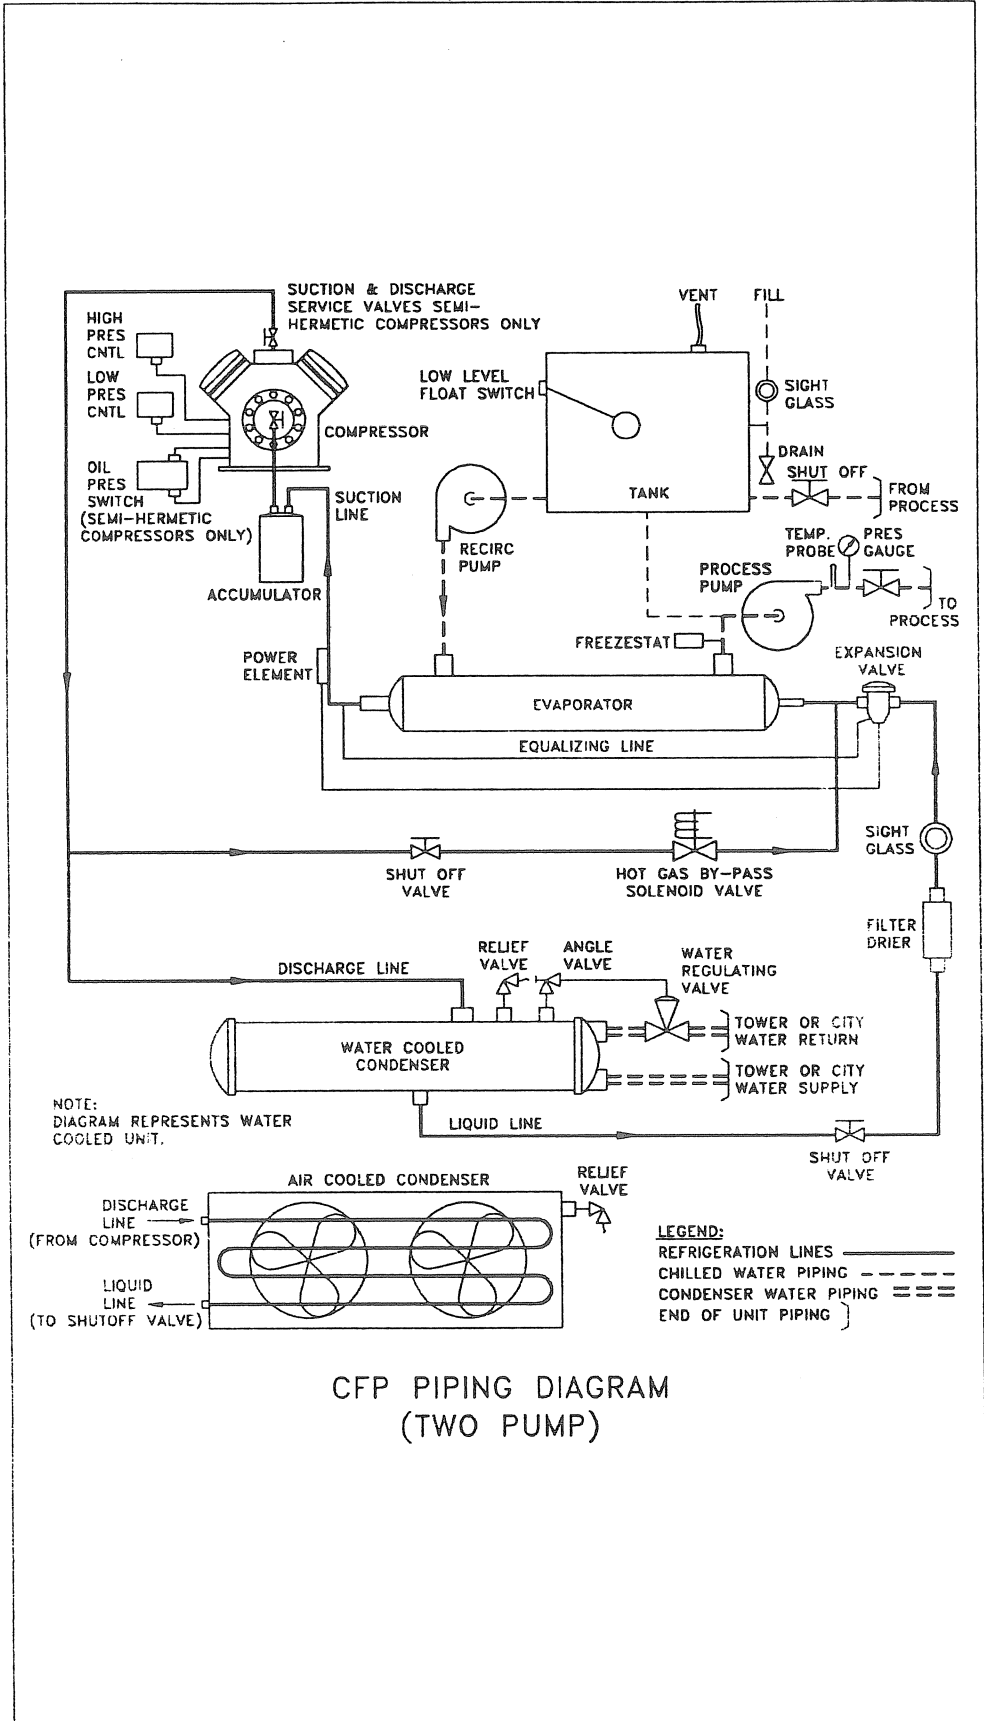 SUCTION & DISCHARGE
SERVICE VALVES SEMI-
HERMETIC COMPRESSORS ONLY
HIGH
PRES
CNTL
LOW
PRES
CNTL
OIL
PRES
SWITCH
(SEMI-HERMETIC
COMPRESSORS ONLY)
COMPRESSOR
SUCTION
LINE
ACCUMULATOR
VENT
FILL
LOW LEVEL
FLOAT SWITCH
SIGHT
GLASS
DRAIN
SHUT OFF
TANK
FROM
PROCESS
RECIRC
PUMP
TEMP.
PROBE
PRES
GAUGE
PROCESS
PUMP
TO
PROCESS
FREEZESTAT
POWER
ELEMENT
EXPANSION
VALVE
EVAPORATOR
EQUALIZING LINE
SIGHT
GLASS
SHUT OFF
VALVE
HOT GAS BY-PASS
SOLENOID VALVE
FILTER
DRIER
DISCHARGE LINE
RELIEF
VALVE
ANGLE
VALVE
WATER
REGULATING
VALVE
TOWER OR CITY
WATER RETURN
WATER COOLED
CONDENSER
TOWER OR CITY
WATER SUPPLY
NOTE:
DIAGRAM REPRESENTS WATER
COOLED UNIT.
LIQUID LINE
SHUT OFF
VALVE
AIR COOLED CONDENSER
RELIEF
VALVE
DISCHARGE
LINE
(FROM COMPRESSOR)
LIQUID
LINE
(TO SHUTOFF VALVE)
LEGEND:
REFRIGERATION LINES
CHILLED WATER PIPING
CONDENSER WATER PIPING
END OF UNIT PIPING
CFP PIPING DIAGRAM
(TWO PUMP)